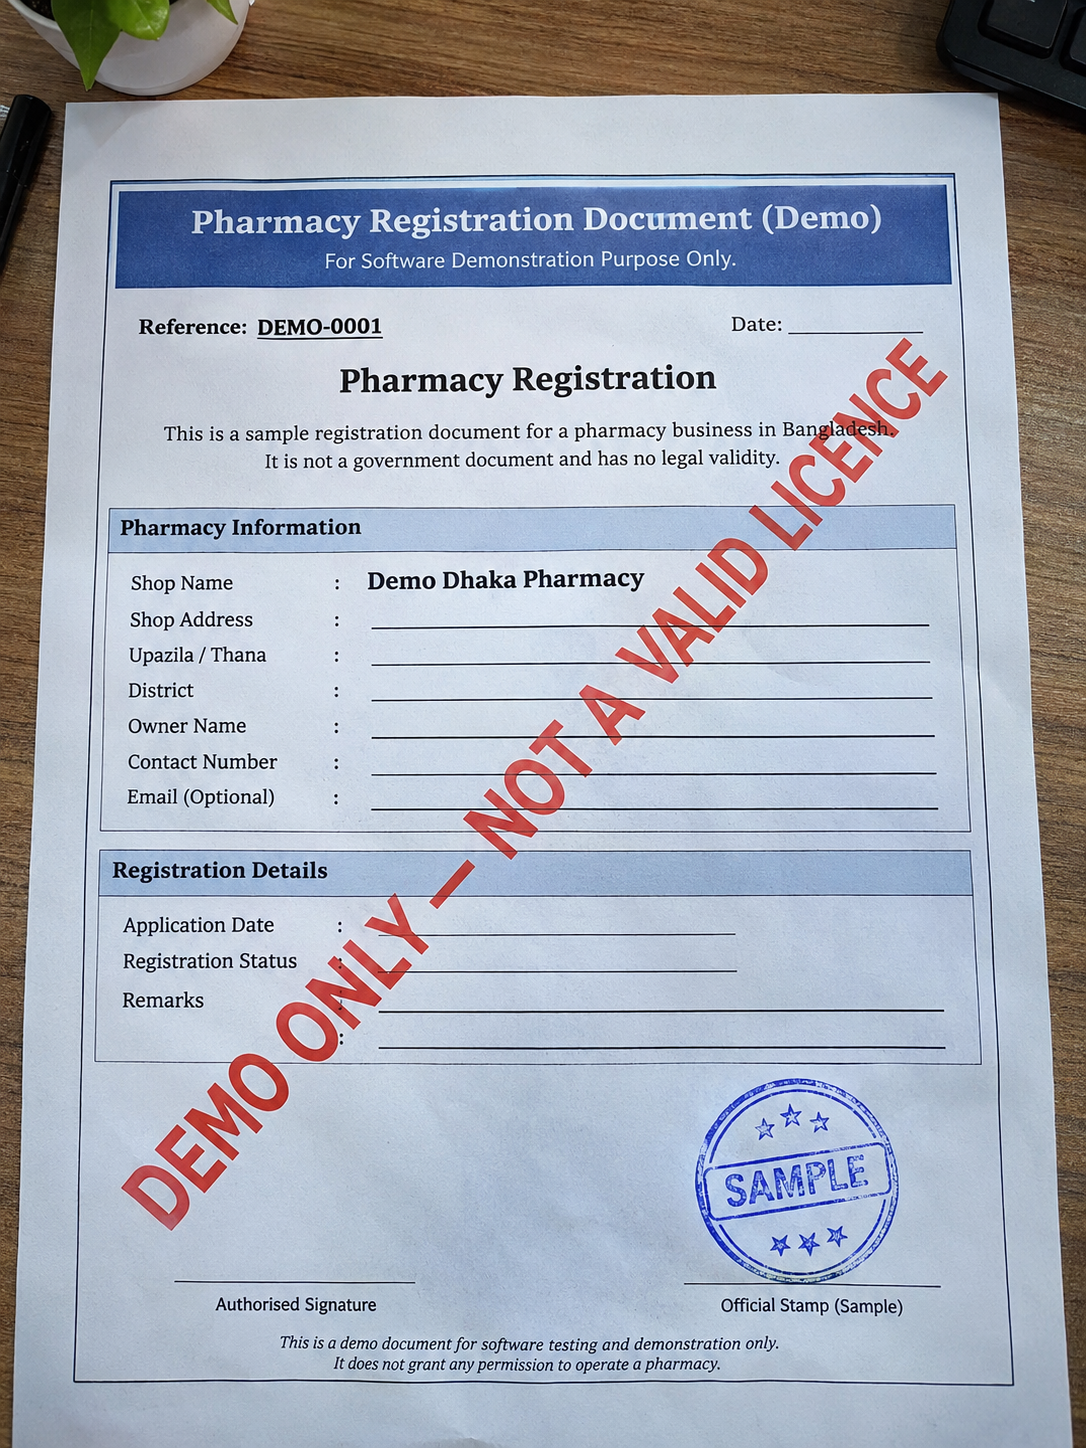 Pharmacy Registration Document (Demo)
For Software Demonstration Purpose Only.
Reference: DEMO-0001
Date: ____________
Pharmacy Registration
This is a sample registration document for a pharmacy business in Bangladesh.
It is not a government document and has no legal validity.
Pharmacy Information
Shop Name : Demo Dhaka Pharmacy
Shop Address :
Upazila / Thana :
District :
Owner Name :
Contact Number :
Email (Optional) :
Registration Details
Application Date :
Registration Status :
Remarks :
:
DEMO ONLY — NOT A VALID LICENCE
SAMPLE
Authorised Signature
Official Stamp (Sample)
This is a demo document for software testing and demonstration only.
It does not grant any permission to operate a pharmacy.